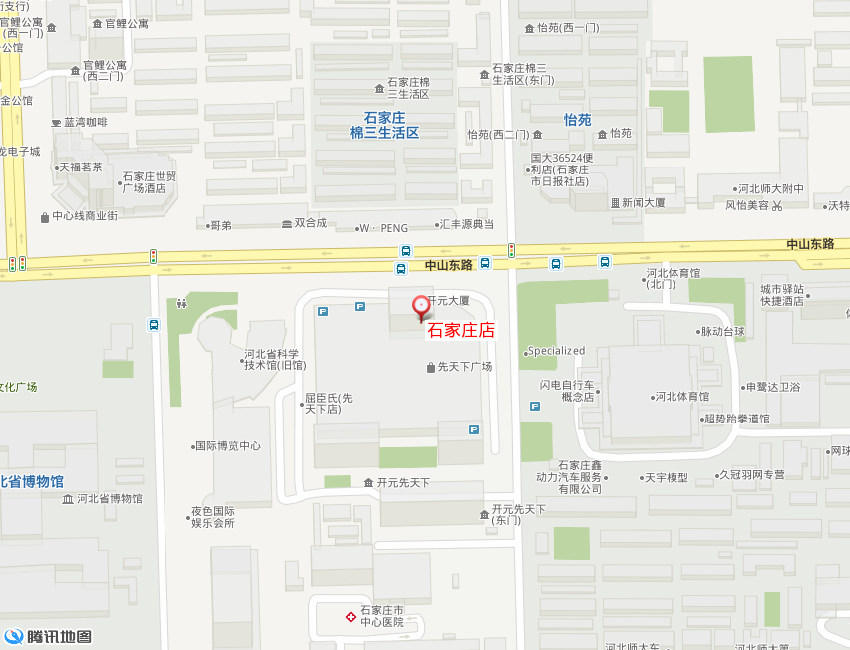 街支行)
官鲤公寓
(西一门)
公馆
官鲤公寓
官鲤公寓
(西二门)
金公馆
蓝湾咖啡
龙电子城
天福茗茶
石家庄世贸
广场酒店
中心线商业街
石家庄棉
三生活区
石家庄
棉三生活区
哥弟
双合成
W · PENG
汇丰源典当
怡苑(西一门)
石家庄棉三
生活区(东门)
怡苑
怡苑(西二门)
怡苑
国大36524便
利店(石家庄
市日报社店)
新闻大厦
河北师大附中
风怡美容
沃特
中山东路
中山东路
河北体育馆
(北门)
城市驿站
快捷酒店
体
开元大厦
石家庄店
先天下广场
Specialized
脉动台球
河北省科学
技术馆(旧馆)
文化广场
屈臣氏(先
天下店)
闪电自行车
概念店
河北体育馆
申鹭达卫浴
超势跆拳道馆
国际博览中心
石家庄鑫
动力汽车服务
有限公司
天宇模型
久冠羽网专营
网球
北省博物馆
河北省博物馆
开元先天下
夜色国际
娱乐会所
开元先天下
(东门)
石家庄市
中心医院
腾讯地图
河北师大东
河北师大第